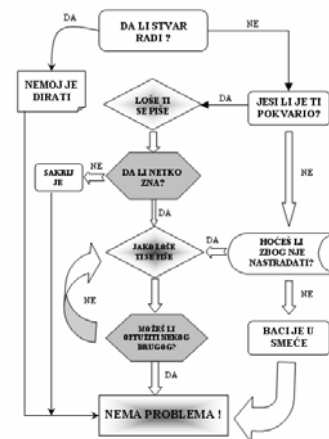 DA LI STVAR
RADI ?
DA
NE
NEMOJ JE
DIRATI
LOŠE TI
SE PIŠE
DA
JESI LI JE TI
POKVARIO?
SAKRIJ
JE
NE
DA LI NETKO
ZNA?
NE
DA
JAKO LOŠE
TI SE PIŠE
DA
HOĆEŠ LI
ZBOG NJE
NASTRADATI?
NE
NE
MOŽEŠ LI
OPTUŽITI NEKOG
DRUGOG?
BACI JE U
SMEĆE
DA
NEMA PROBLEMA !